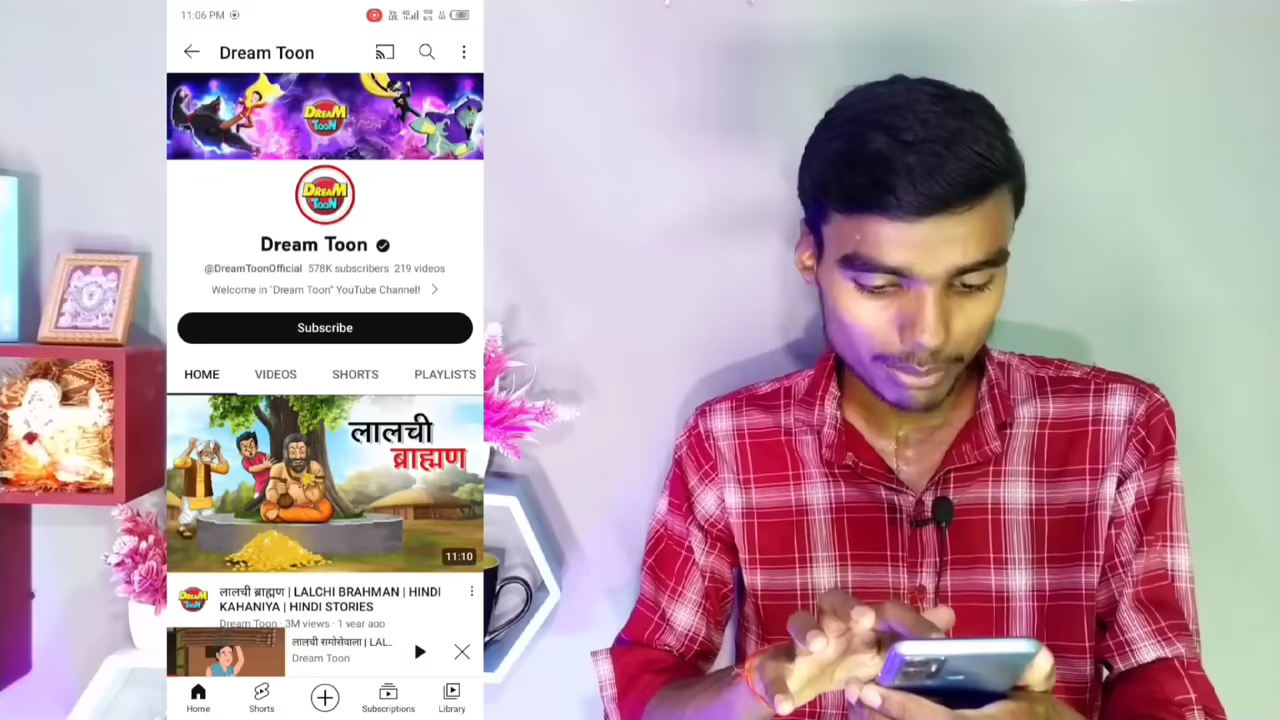 11:06 PM
Dream Toon
DREAM
TOON
DREAM
TOON
Dream Toon
@DreamToonOfficial 578K subscribers 219 videos
Welcome in "Dream Toon" YouTube Channel!
Subscribe
HOME VIDEOS SHORTS PLAYLISTS
लालची
ब्राह्मण
11:10
DREAM
TOON
लालची ब्राह्मण | LALCHI BRAHMAN | HINDI
KAHANIYA | HINDI STORIES
Dream Toon · 3M views · 1 year ago
लालची समोसेवाला | LAL...
Dream Toon
Home Shorts Subscriptions Library